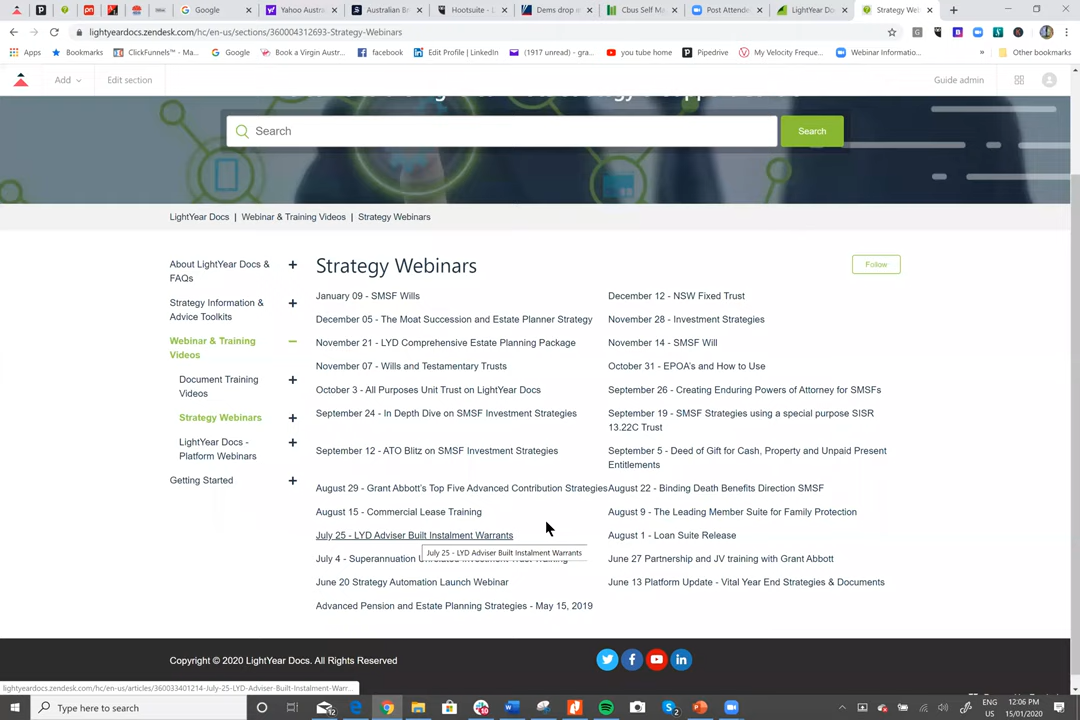 Google
Yahoo Austra
Australian Br
Hootsuite - 1
Dems drop i
Cbus Self M
Post Attende
LightYear Do
Strategy Web
lightyeardocs.zendesk.com/hc/en-us/sections/360004312693-Strategy-Webinars
Apps
Bookmarks
ClickFunnels™ - Ma...
Google
Book a Virgin Austr...
facebook
Edit Profile | LinkedIn
(1917 unread) - gra...
you tube home
Pipedrive
My Velocity Freque...
Webinar Informatio...
»
Other bookmarks
Add
Edit section
Guide admin
Search
Search
LightYear Docs | Webinar & Training Videos | Strategy Webinars
About LightYear Docs &
FAQs
Strategy Information &
Advice Toolkits
Webinar & Training
Videos
Document Training
Videos
Strategy Webinars
LightYear Docs -
Platform Webinars
Getting Started
Strategy Webinars
Follow
January 09 - SMSF Wills
December 12 - NSW Fixed Trust
December 05 - The Moat Succession and Estate Planner Strategy
November 28 - Investment Strategies
November 21 - LYD Comprehensive Estate Planning Package
November 14 - SMSF Will
November 07 - Wills and Testamentary Trusts
October 31 - EPOA's and How to Use
October 3 - All Purposes Unit Trust on LightYear Docs
September 26 - Creating Enduring Powers of Attorney for SMSFs
September 24 - In Depth Dive on SMSF Investment Strategies
September 19 - SMSF Strategies using a special purpose SISR
13.22C Trust
September 12 - ATO Blitz on SMSF Investment Strategies
September 5 - Deed of Gift for Cash, Property and Unpaid Present
Entitlements
August 29 - Grant Abbott's Top Five Advanced Contribution Strategies
August 22 - Binding Death Benefits Direction SMSF
August 15 - Commercial Lease Training
August 9 - The Leading Member Suite for Family Protection
July 25 - LYD Adviser Built Instalment Warrants
August 1 - Loan Suite Release
July 25 - LYD Adviser Built Instalment Warrants
July 4 - Superannuation
June 27 Partnership and JV training with Grant Abbott
June 20 Strategy Automation Launch Webinar
June 13 Platform Update - Vital Year End Strategies & Documents
Advanced Pension and Estate Planning Strategies - May 15, 2019
Copyright © 2020 LightYear Docs. All Rights Reserved
lightyeardocs.zendesk.com/hc/en-us/articles/360033401214-July-25-LYD-Adviser-Built-Instalment-Warr...
Type here to search
ENG
US
12:06 PM
15/01/2020